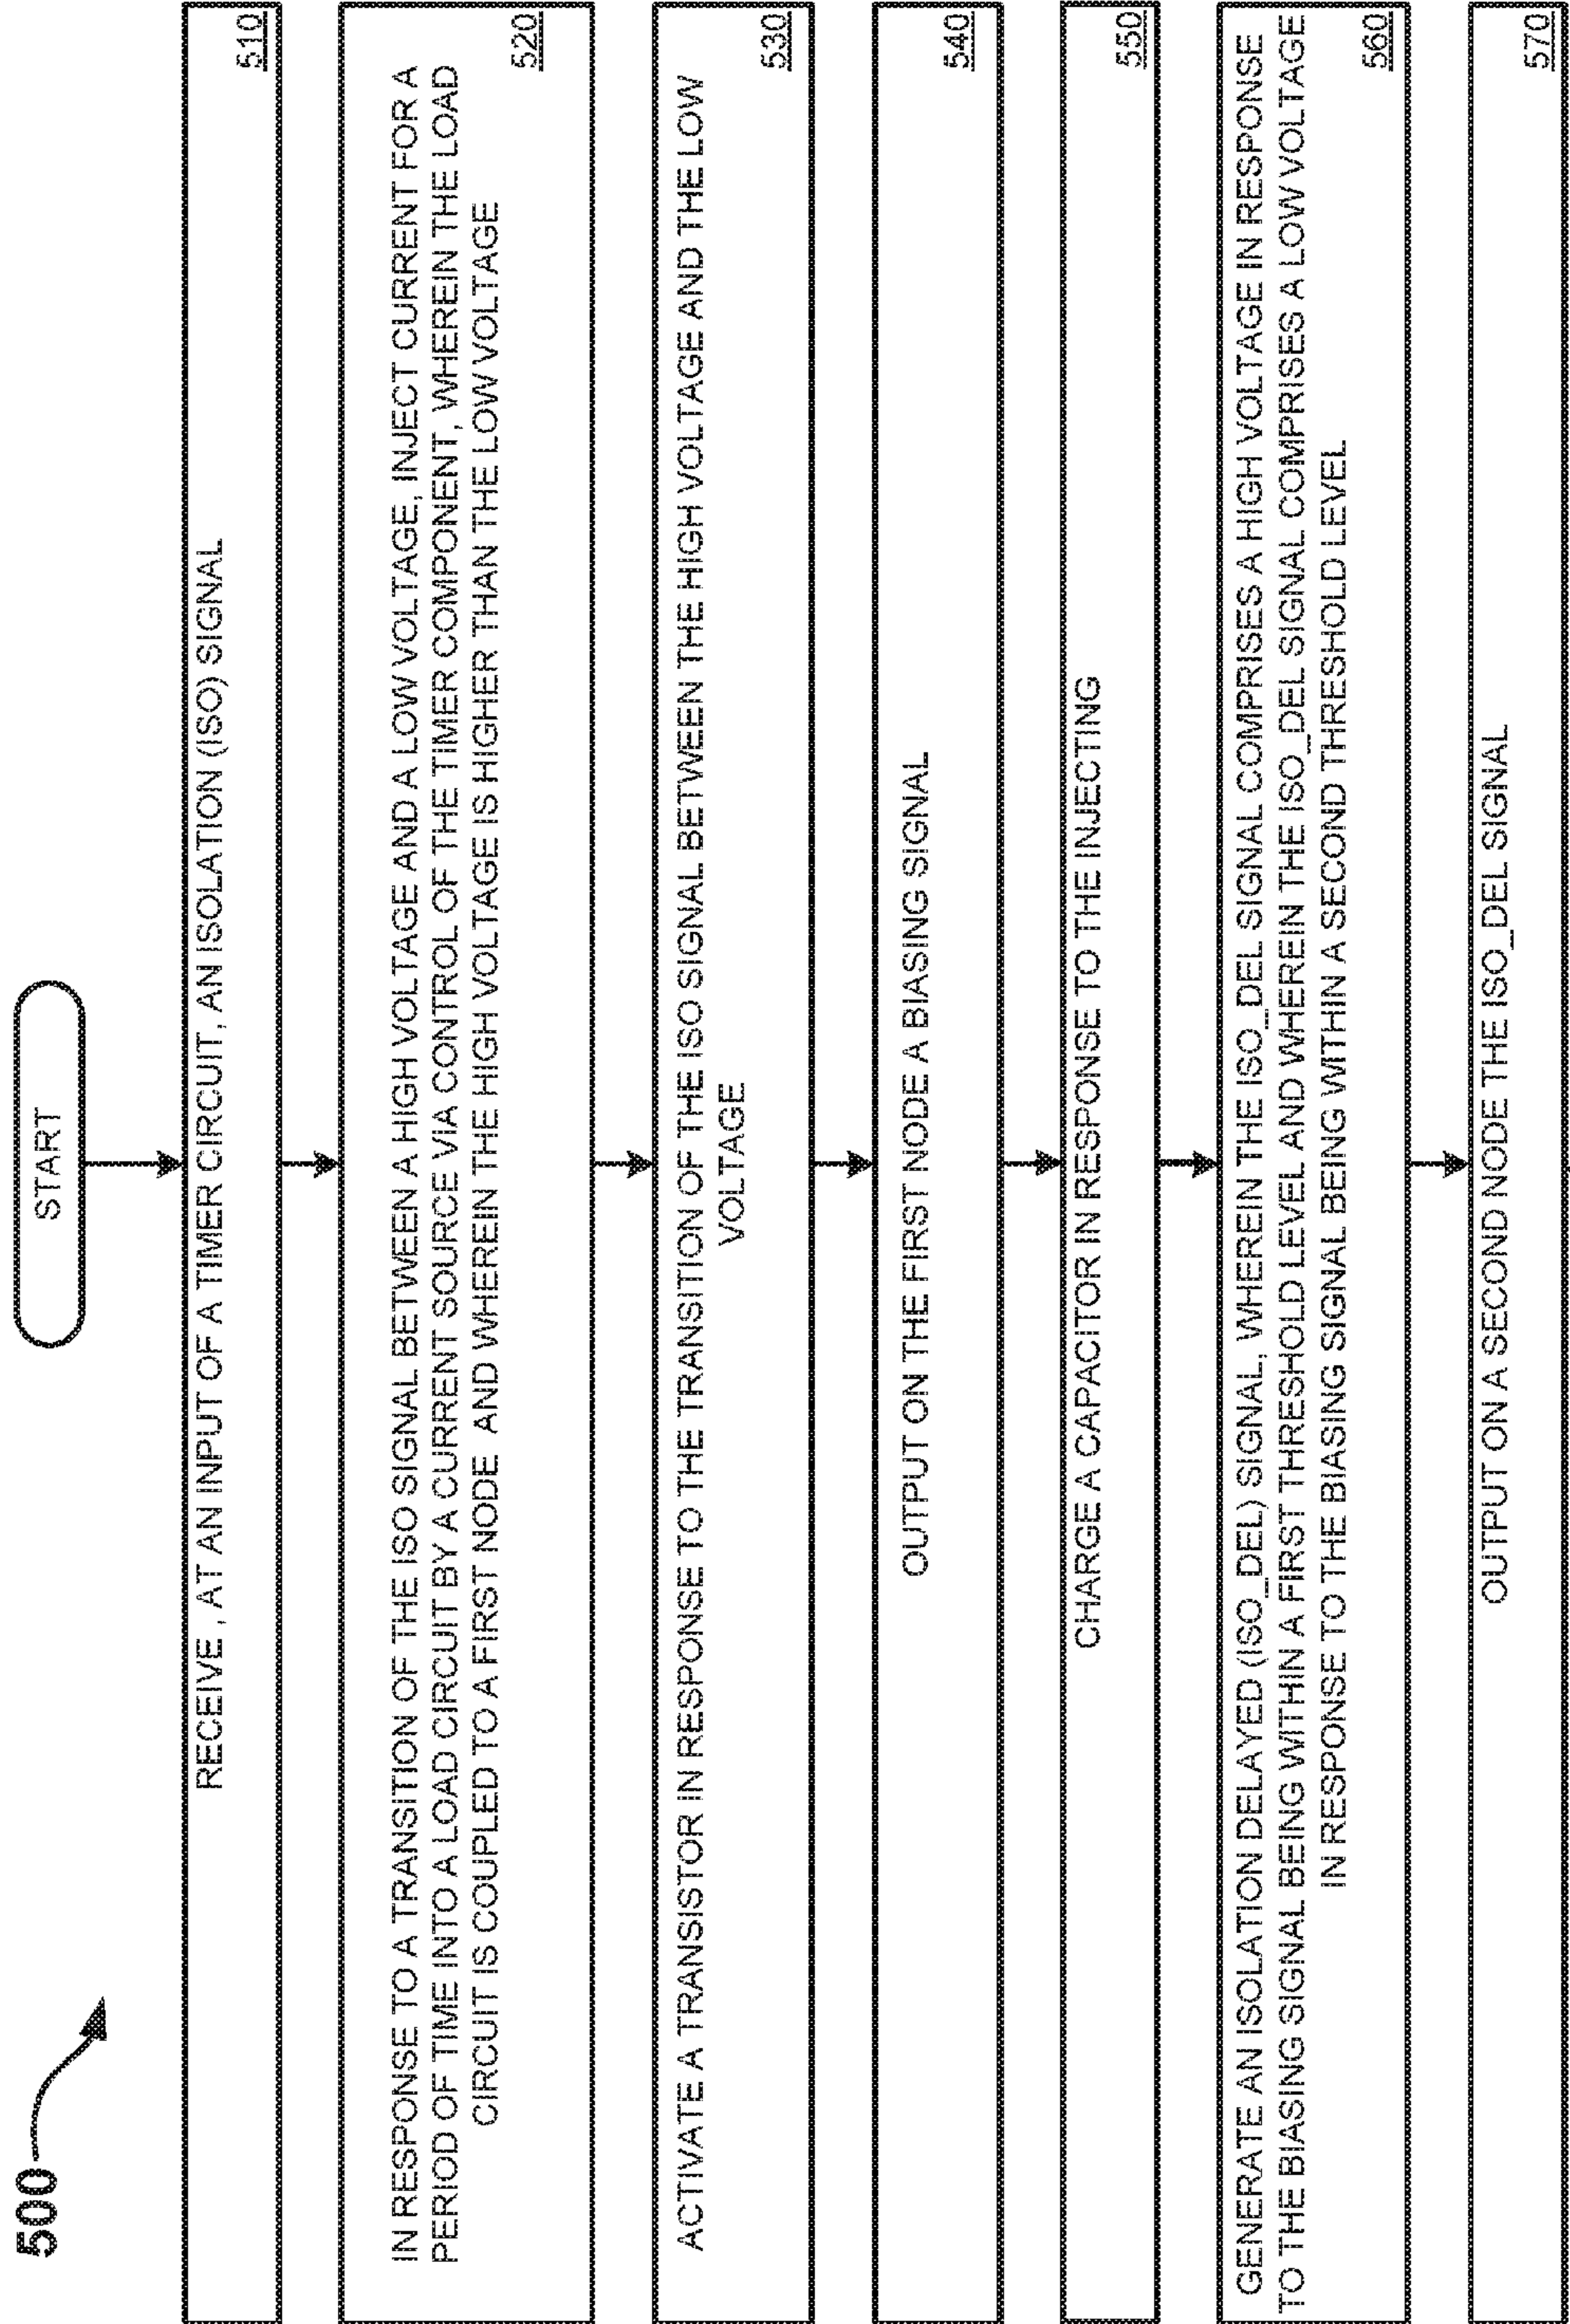 500
START
RECEIVE , AT AN INPUT OF A TIMER CIRCUIT, AN ISOLATION (ISO) SIGNAL
510
IN RESPONSE TO A TRANSITION OF THE ISO SIGNAL BETWEEN A HIGH VOLTAGE AND A LOW VOLTAGE, INJECT CURRENT FOR A
PERIOD OF TIME INTO A LOAD CIRCUIT BY A CURRENT SOURCE VIA CONTROL OF THE TIMER COMPONENT, WHEREIN THE LOAD
CIRCUIT IS COUPLED TO A FIRST NODE AND WHEREIN THE HIGH VOLTAGE IS HIGHER THAN THE LOW VOLTAGE
520
ACTIVATE A TRANSISTOR IN RESPONSE TO THE TRANSITION OF THE ISO SIGNAL BETWEEN THE HIGH VOLTAGE AND THE LOW
VOLTAGE
530
OUTPUT ON THE FIRST NODE A BIASING SIGNAL
540
CHARGE A CAPACITOR IN RESPONSE TO THE INJECTING
550
GENERATE AN ISOLATION DELAYED (ISO_DEL) SIGNAL, WHEREIN THE ISO_DEL SIGNAL COMPRISES A HIGH VOLTAGE IN RESPONSE
TO THE BIASING SIGNAL BEING WITHIN A FIRST THRESHOLD LEVEL AND WHEREIN THE ISO_DEL SIGNAL COMPRISES A LOW VOLTAGE
IN RESPONSE TO THE BIASING SIGNAL BEING WITHIN A SECOND THRESHOLD LEVEL
560
OUTPUT ON A SECOND NODE THE ISO_DEL SIGNAL
570